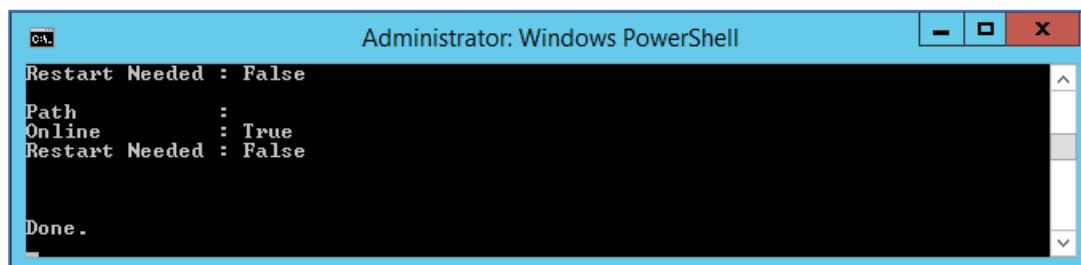 Administrator: Windows PowerShell
Restart Needed : False
Path :
Online : True
Restart Needed : False
Done.